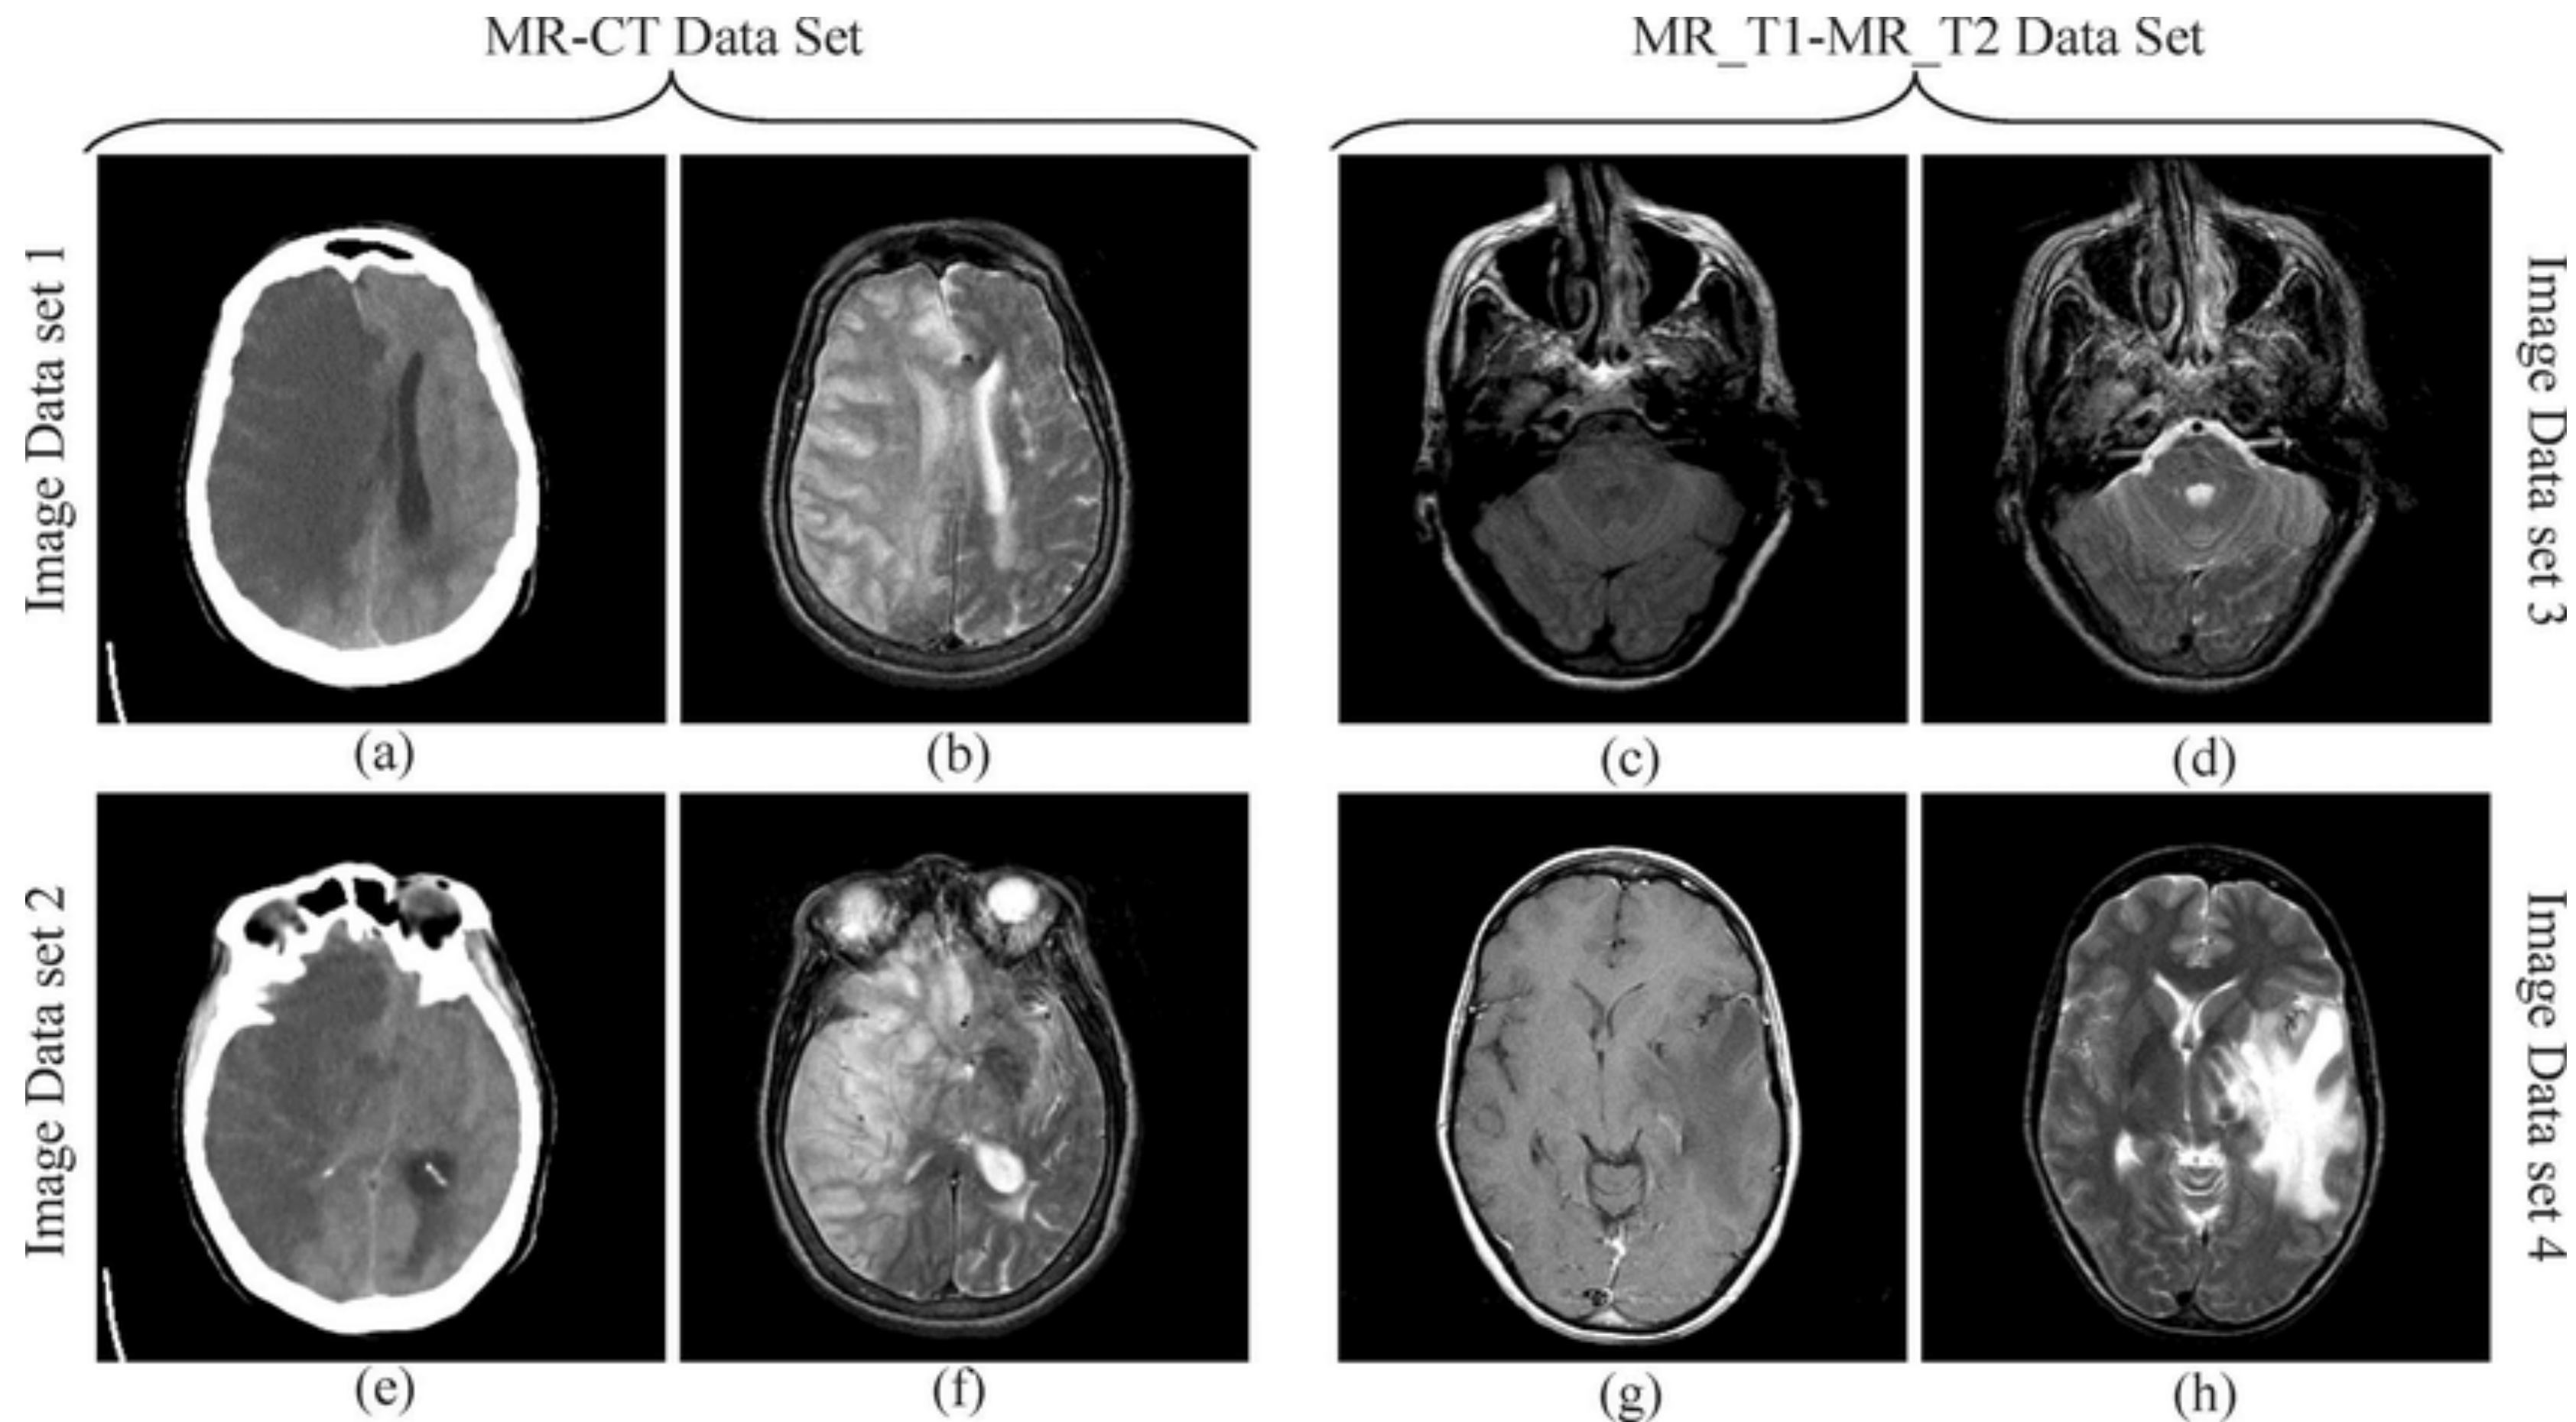 MR-CT Data Set
MR_T1-MR_T2 Data Set
Image Data set 1
Image Data set 3
(a)
(b)
(c)
(d)
Image Data set 2
Image Data set 4
(e)
(f)
(g)
(h)